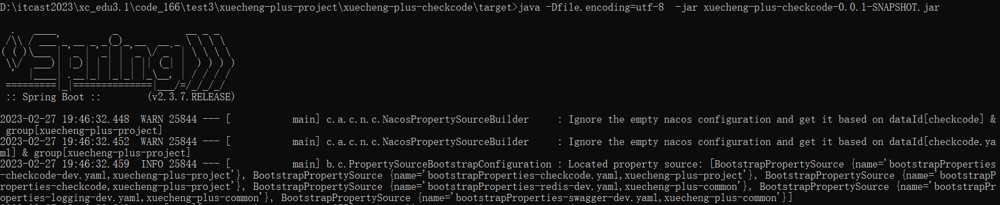 D:\itcast2023\xc_edu3.1\code_166\test3\xuecheng-plus-project\xuecheng-plus-checkcode\target>java -Dfile.encoding=utf-8  -jar xuecheng-plus-checkcode-0.0.1-SNAPSHOT.jar
  .   ____          _            __ _ _
 /\\ / ___'_ __ _ _(_)_ __  __ _ \ \ \ \
( ( )\___ | '_ | '_| | '_ \/ _` | \ \ \ \
 \\/  ___)| |_)| | | | | || (_| |  ) ) ) )
  '  |____| .__|_| |_|_| |_\__, | / / / /
 =========|_|==============|___/=/_/_/_/
 :: Spring Boot ::        (v2.3.7.RELEASE)
2023-02-27 19:46:32.448  WARN 25844 --- [           main] c.a.c.n.c.NacosPropertySourceBuilder     : Ignore the empty nacos configuration and get it based on dataId[checkcode] &
 group[xuecheng-plus-project]
2023-02-27 19:46:32.452  WARN 25844 --- [           main] c.a.c.n.c.NacosPropertySourceBuilder     : Ignore the empty nacos configuration and get it based on dataId[checkcode.ya
ml] & group[xuecheng-plus-project]
2023-02-27 19:46:32.459  INFO 25844 --- [           main] b.c.PropertySourceBootstrapConfiguration : Located property source: [BootstrapPropertySource {name='bootstrapProperties
-checkcode-dev.yaml,xuecheng-plus-project'}, BootstrapPropertySource {name='bootstrapProperties-checkcode.yaml,xuecheng-plus-project'}, BootstrapPropertySource {name='bootstrapP
roperties-checkcode,xuecheng-plus-project'}, BootstrapPropertySource {name='bootstrapProperties-redis-dev.yaml,xuecheng-plus-common'}, BootstrapPropertySource {name='bootstrapPr
operties-logging-dev.yaml,xuecheng-plus-common'}, BootstrapPropertySource {name='bootstrapProperties-swagger-dev.yaml,xuecheng-plus-common'}]